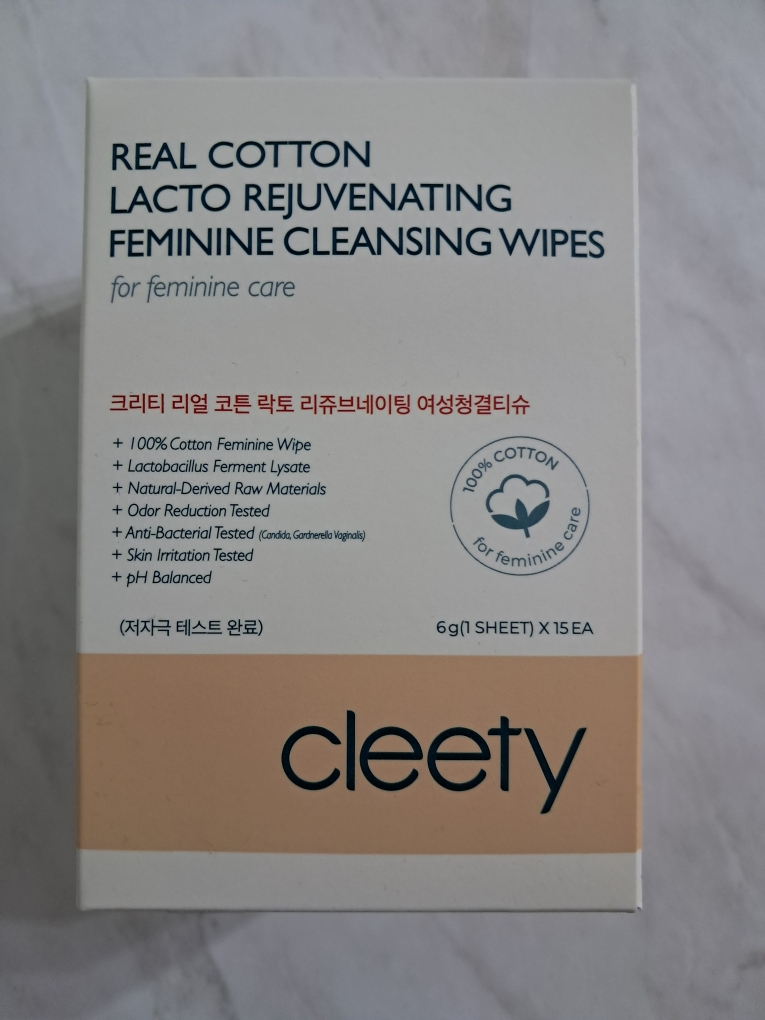 REAL COTTON
LACTO REJUVENATING
FEMININE CLEANSING WIPES
for feminine care
크리티 리얼 코튼 락토 리쥬브네이팅 여성청결티슈
+ 100% Cotton Feminine Wipe
+ Lactobacillus Ferment Lysate
+ Natural-Derived Raw Materials
+ Odor Reduction Tested
+ Anti-Bacterial Tested (Candida, Gardnerella Vaginalis)
+ Skin Irritation Tested
+ pH Balanced
100% COTTON
for feminine care
(저자극 테스트 완료)
6g(1 SHEET) X 15EA
cleety